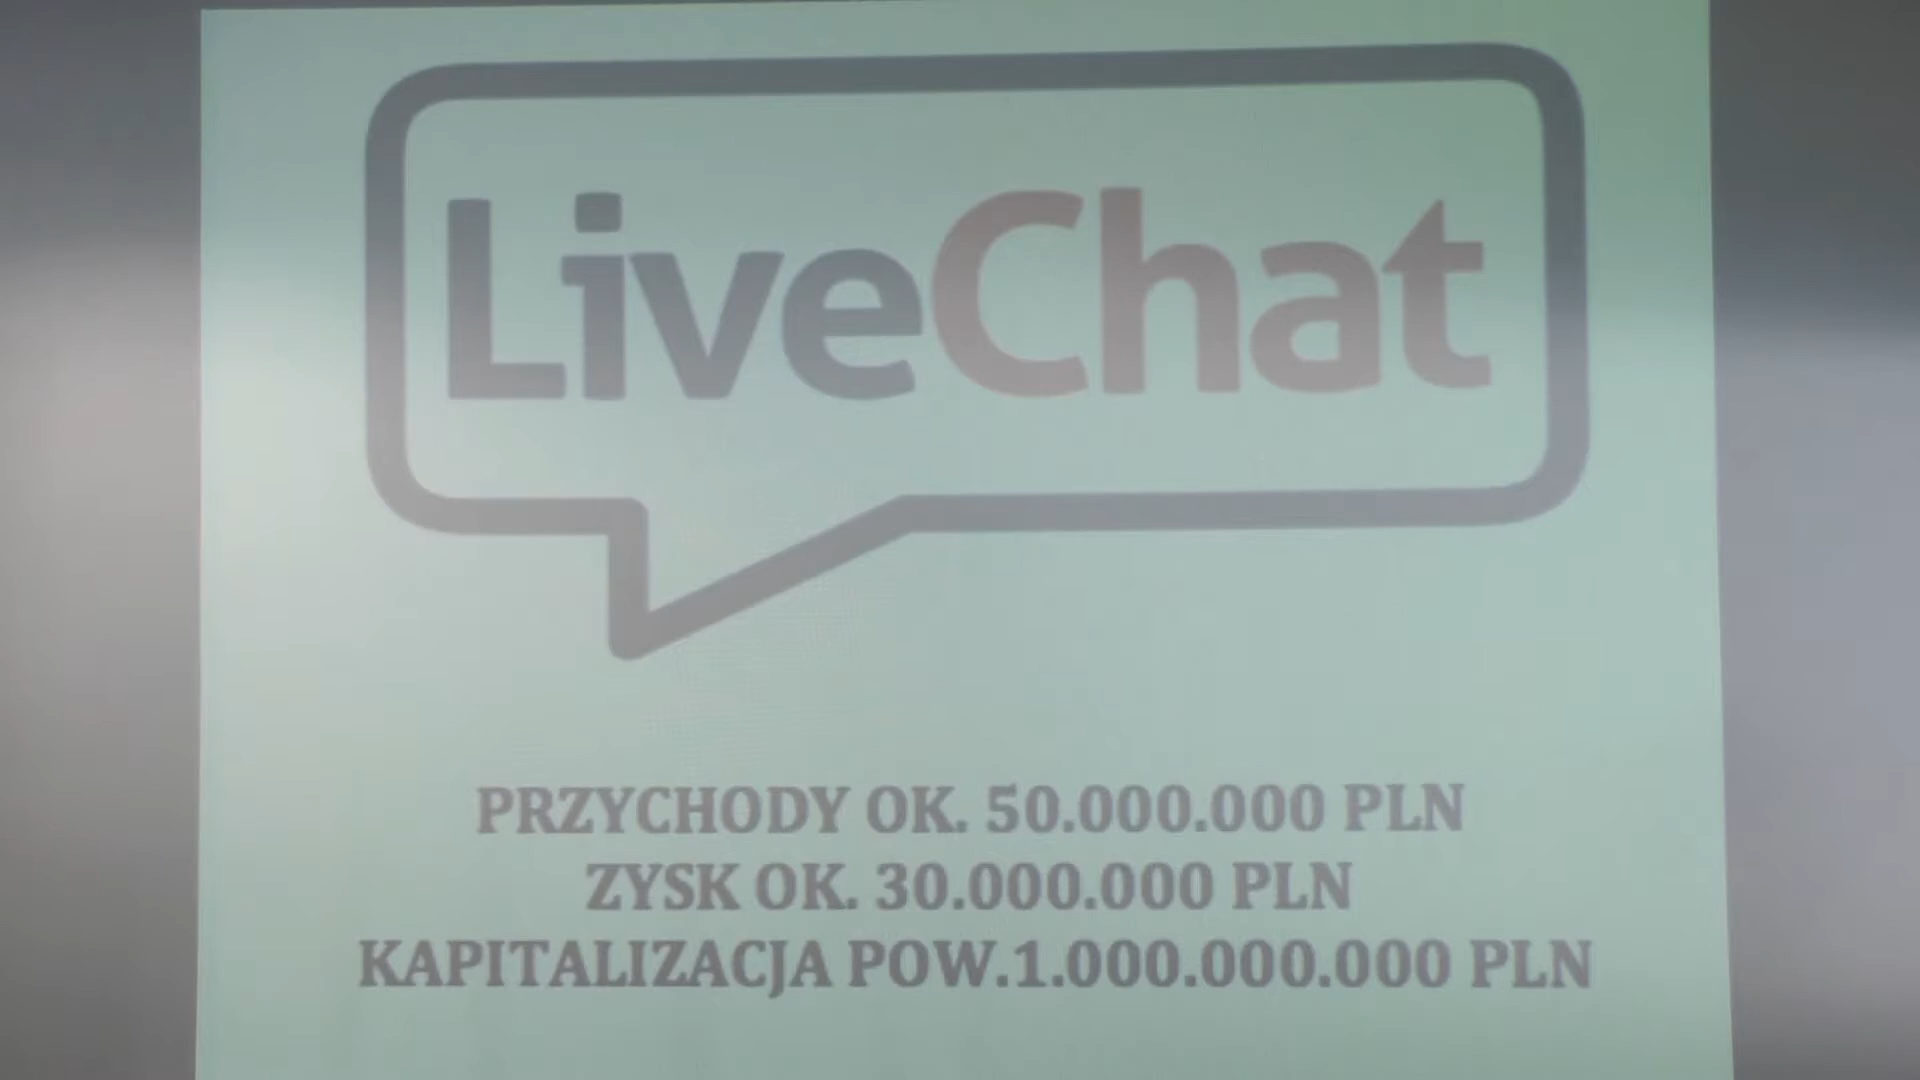 LiveChat
PRZYCHODY OK. 50.000.000 PLN
ZYSK OK. 30.000.000 PLN
KAPITALIZACJA POW.1.000.000.000 PLN